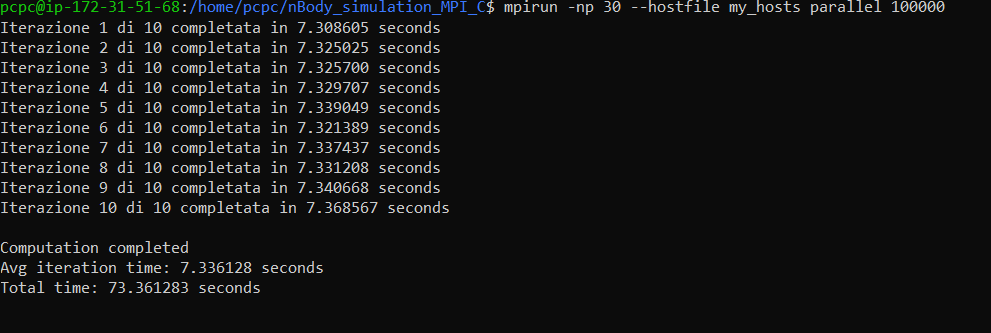 pcpc@ip-172-31-51-68:/home/pcpc/nBody_simulation_MPI_C$ mpirun -np 30 --hostfile my_hosts parallel 100000
Iterazione 1 di 10 completata in 7.308605 seconds
Iterazione 2 di 10 completata in 7.325025 seconds
Iterazione 3 di 10 completata in 7.325700 seconds
Iterazione 4 di 10 completata in 7.329707 seconds
Iterazione 5 di 10 completata in 7.339049 seconds
Iterazione 6 di 10 completata in 7.321389 seconds
Iterazione 7 di 10 completata in 7.337437 seconds
Iterazione 8 di 10 completata in 7.331208 seconds
Iterazione 9 di 10 completata in 7.340668 seconds
Iterazione 10 di 10 completata in 7.368567 seconds
Computation completed
Avg iteration time: 7.336128 seconds
Total time: 73.361283 seconds